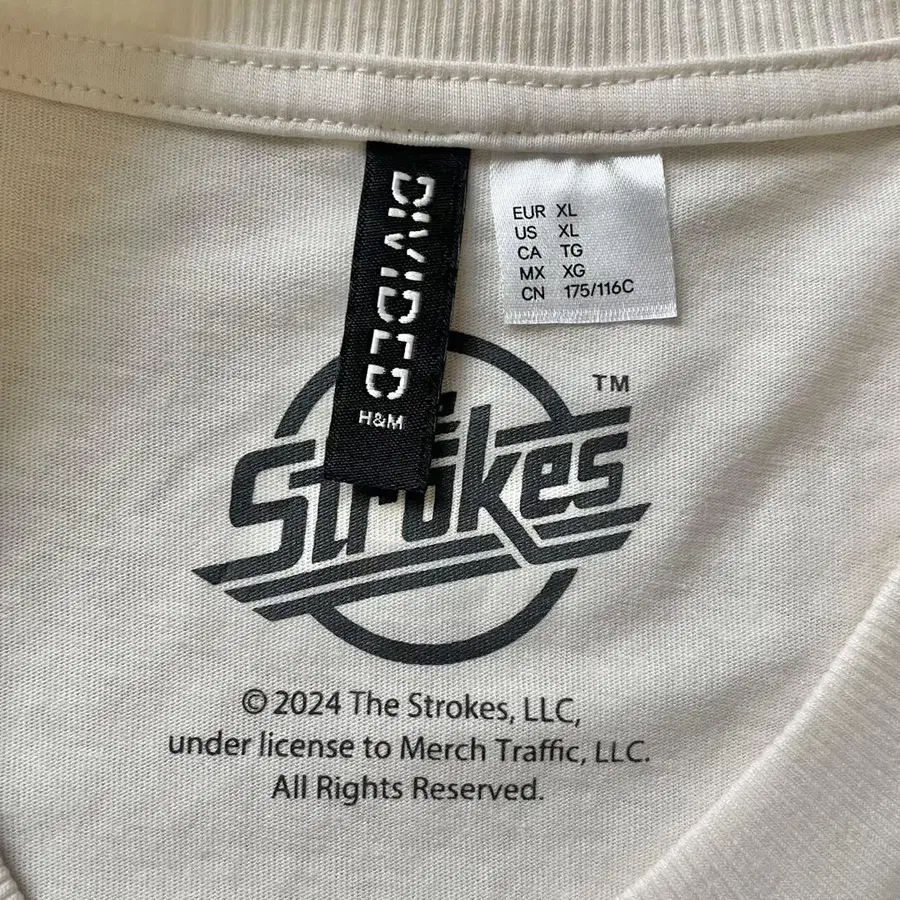 DIVIDED
H&M
EUR XL
US XL
CA TG
MX XG
CN 175/116C
TM
Strokes
© 2024 The Strokes, LLC,
under license to Merch Traffic, LLC.
All Rights Reserved.